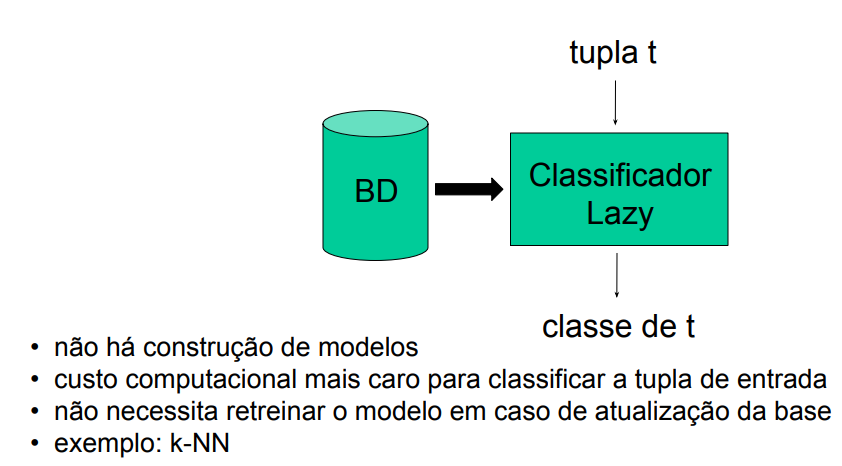 tupla t
BD
Classificador
Lazy
classe de t
• não há construção de modelos
• custo computacional mais caro para classificar a tupla de entrada
• não necessita retreinar o modelo em caso de atualização da base
• exemplo: k-NN